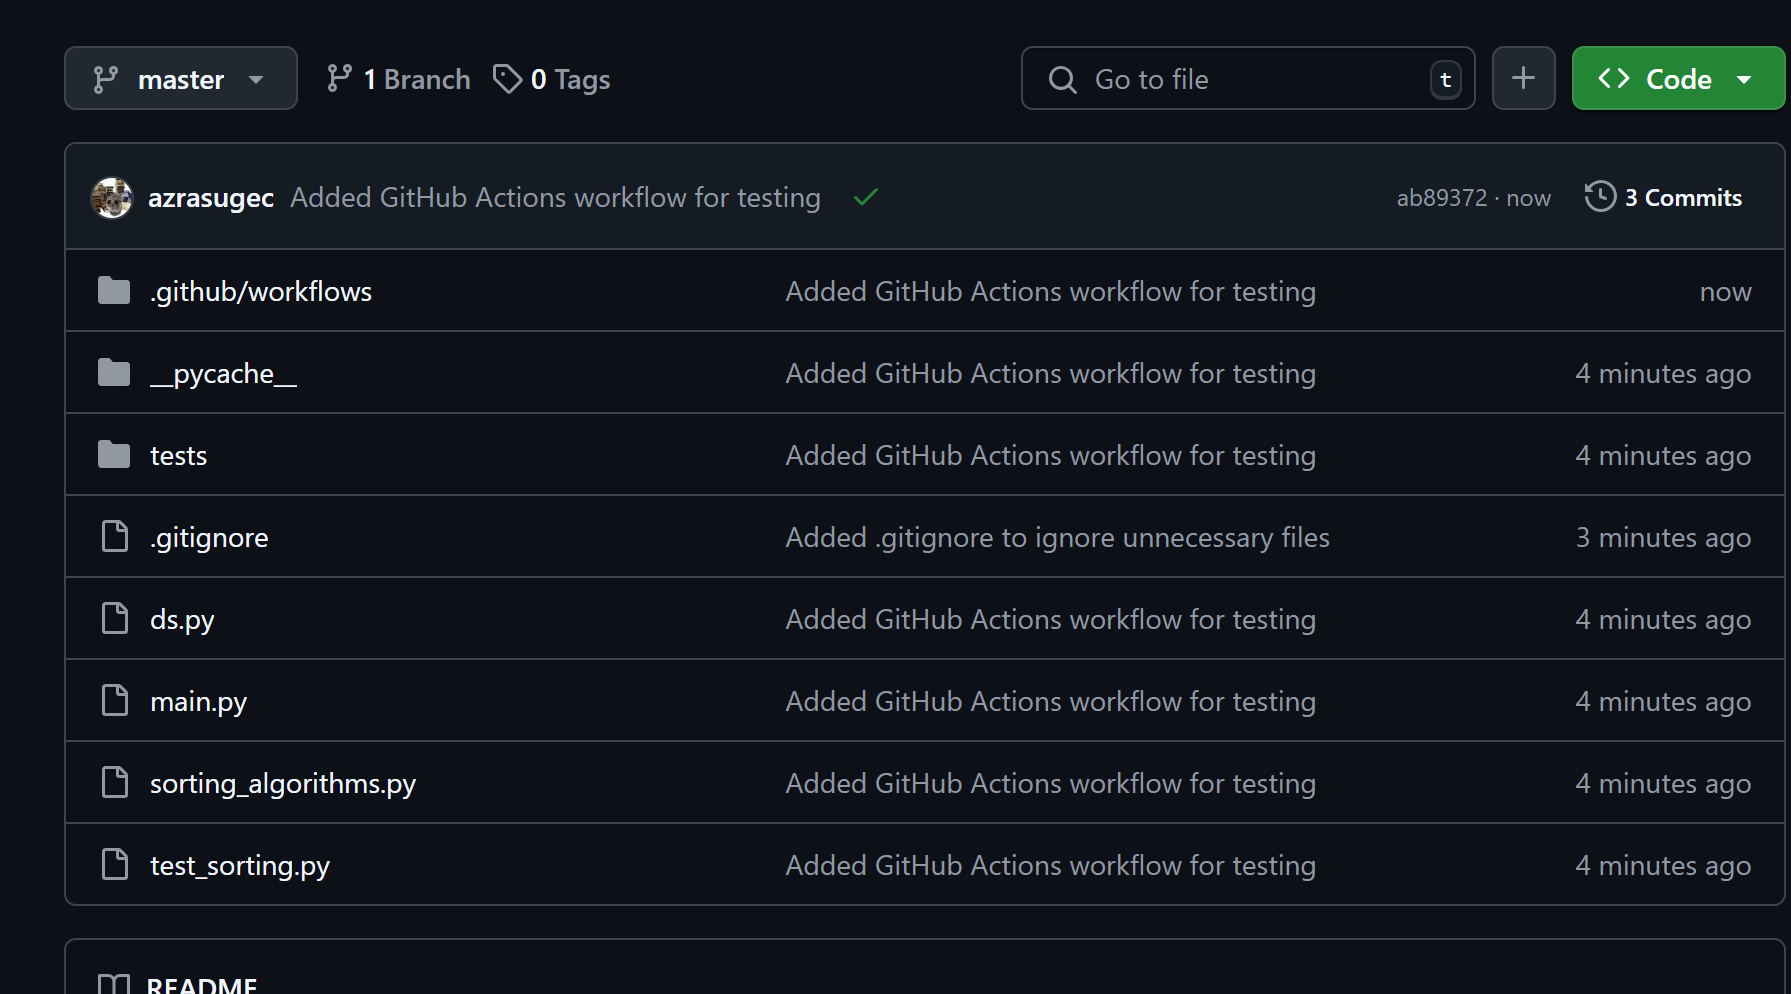 master 1 Branch 0 Tags Go to file t Code
azrasugec Added GitHub Actions workflow for testing ab89372 · now 3 Commits
.github/workflows Added GitHub Actions workflow for testing now
__pycache__ Added GitHub Actions workflow for testing 4 minutes ago
tests Added GitHub Actions workflow for testing 4 minutes ago
.gitignore Added .gitignore to ignore unnecessary files 3 minutes ago
ds.py Added GitHub Actions workflow for testing 4 minutes ago
main.py Added GitHub Actions workflow for testing 4 minutes ago
sorting_algorithms.py Added GitHub Actions workflow for testing 4 minutes ago
test_sorting.py Added GitHub Actions workflow for testing 4 minutes ago
README